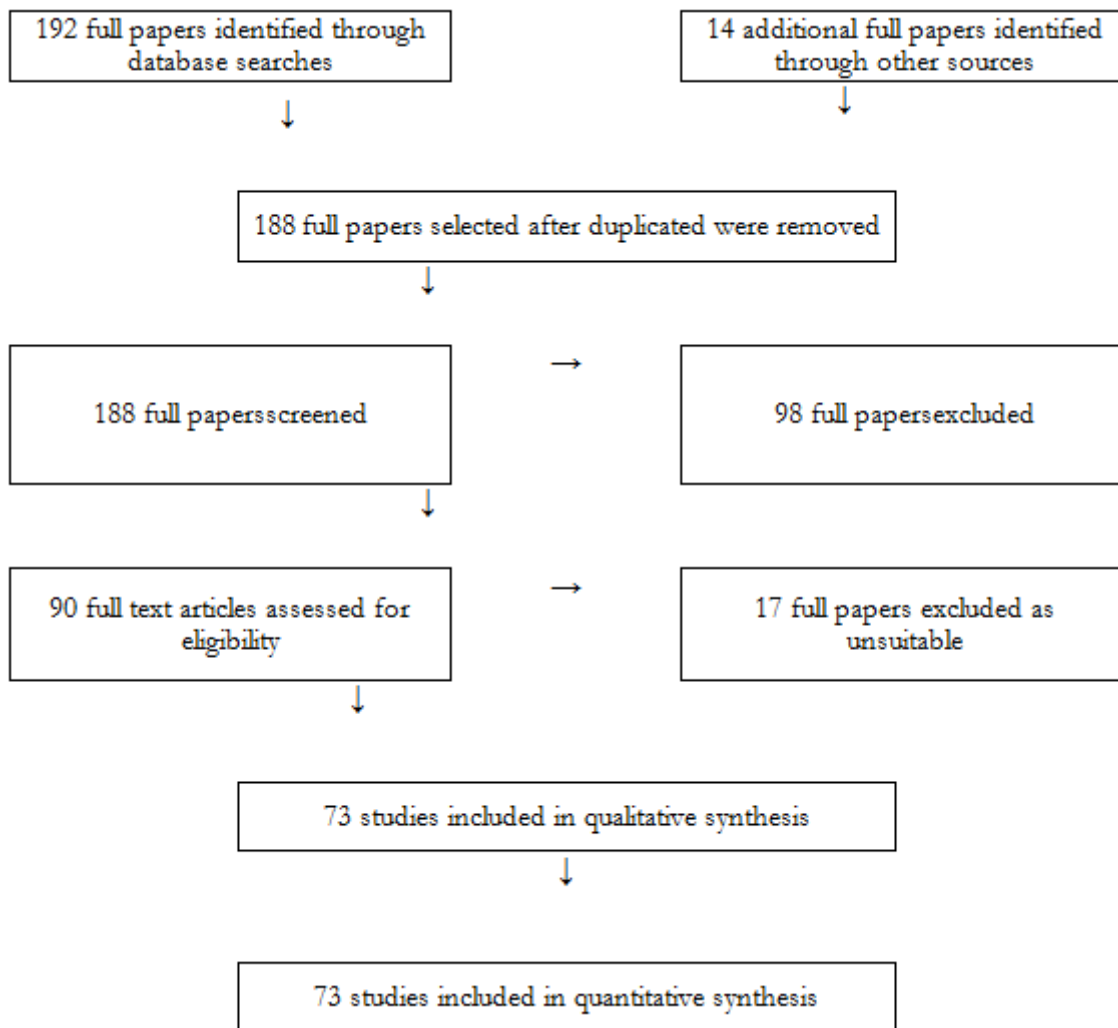 192 full papers identified through
database searches
14 additional full papers identified
through other sources
↓
↓
188 full papers selected after duplicated were removed
↓
188 full papersscreened
→
98 full papersexcluded
↓
90 full text articles assessed for
eligibility
→
17 full papers excluded as
unsuitable
↓
73 studies included in qualitative synthesis
↓
73 studies included in quantitative synthesis